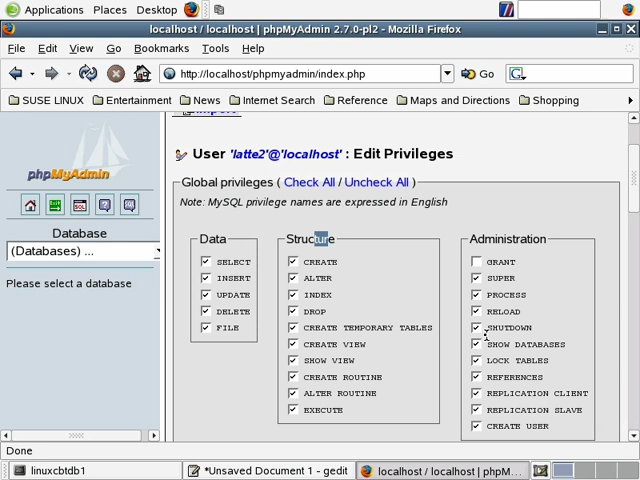 Applications Places Desktop
localhost / localhost | phpMyAdmin 2.7.0-pl2 - Mozilla Firefox
File Edit View Go Bookmarks Tools Help
http://localhost/phpmyadmin/index.php Go
SUSE LINUX Entertainment News Internet Search Reference Maps and Directions Shopping
phpMyAdmin
Database
(Databases) ...
Please select a database
Import
User 'latte2'@'localhost' : Edit Privileges
Global privileges ( Check All / Uncheck All )
Note: MySQL privilege names are expressed in English
Data
SELECT
INSERT
UPDATE
DELETE
FILE
Structure
CREATE
ALTER
INDEX
DROP
CREATE TEMPORARY TABLES
CREATE VIEW
SHOW VIEW
CREATE ROUTINE
ALTER ROUTINE
EXECUTE
Administration
GRANT
SUPER
PROCESS
RELOAD
SHUTDOWN
SHOW DATABASES
LOCK TABLES
REFERENCES
REPLICATION CLIENT
REPLICATION SLAVE
CREATE USER
Done
linuxcbtdb1 *Unsaved Document 1 - gedit localhost / localhost | phpM...